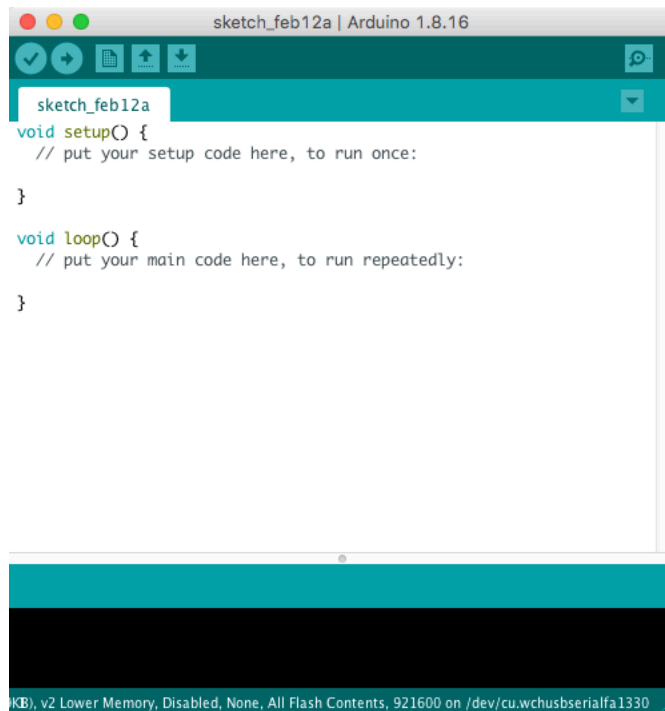 sketch_feb12a | Arduino 1.8.16
sketch_feb12a
void setup() {
  // put your setup code here, to run once:
}
void loop() {
  // put your main code here, to run repeatedly:
}
), v2 Lower Memory, Disabled, None, All Flash Contents, 921600 on /dev/cu.wchusbserialfa1330